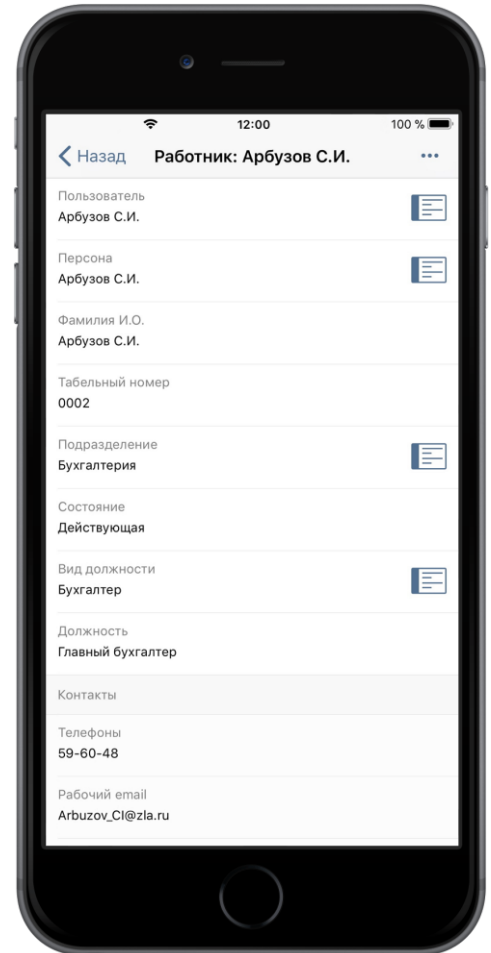 12:00
100 %
Назад
Работник: Арбузов С.И.
Пользователь
Арбузов С.И.
Персона
Арбузов С.И.
Фамилия И.О.
Арбузов С.И.
Табельный номер
0002
Подразделение
Бухгалтерия
Состояние
Действующая
Вид должности
Бухгалтер
Должность
Главный бухгалтер
Контакты
Телефоны
59-60-48
Рабочий email
Arbuzov_CI@zla.ru